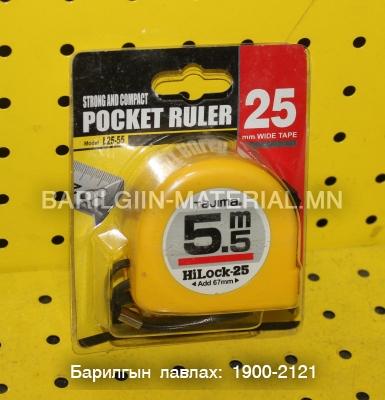 STRONG AND COMPACT
POCKET RULER
Model L25-55
25
mm WIDE TAPE
BARILGIIN-MATERIAL.MN
Tajima
5.5 m
HiLock-25
◄ Add 67mm ►
Барилгын лавлах: 1900-2121